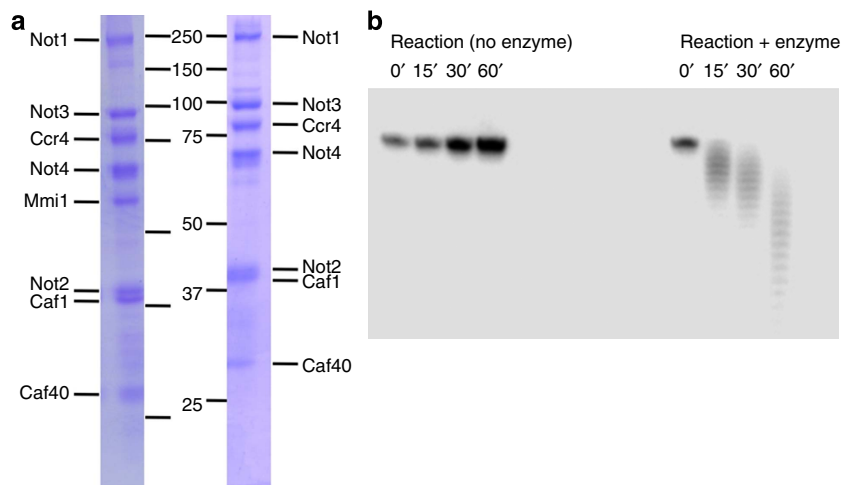 a
Not1
Not3
Ccr4
Not4
Mmi1
Not2
Caf1
Caf40
250
150
100
75
50
37
25
Not1
Not3
Ccr4
Not4
Not2
Caf1
Caf40
b
Reaction (no enzyme)
0′ 15′ 30′ 60′
Reaction + enzyme
0′ 15′ 30′ 60′